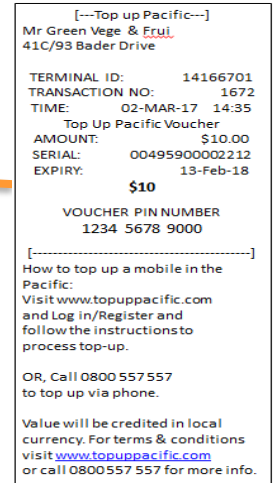 [---Top up Pacific---]
Mr Green Vege & Frui
41C/93 Bader Drive
TERMINAL ID: 14166701
TRANSACTION NO: 1672
TIME: 02-MAR-17 14:35
Top Up Pacific Voucher
AMOUNT: $10.00
SERIAL: 00495900002212
EXPIRY: 13-Feb-18
$10
VOUCHER PIN NUMBER
1234 5678 9000
[------------------------------------------]
How to top up a mobile in the
Pacific:
Visit www.topuppacific.com
and Log in/Register and
follow the instructions to
process top-up.
OR, Call 0800 557 557
to top up via phone.
Value will be credited in local
currency. For terms & conditions
visit www.topuppacific.com
or call 0800 557 557 for more info.